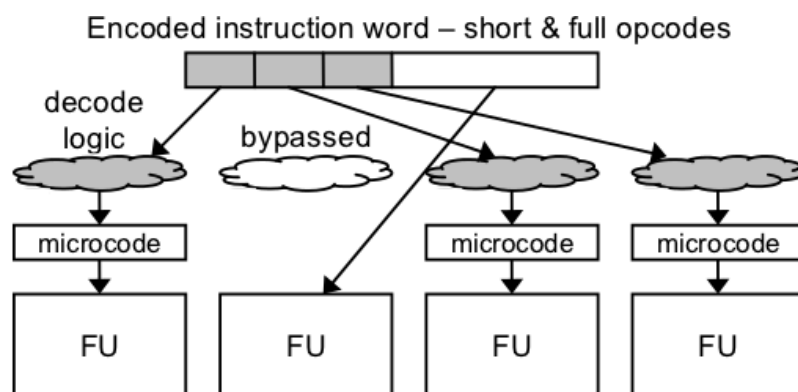 Encoded instruction word – short & full opcodes
decode
logic
bypassed
microcode
microcode
microcode
FU
FU
FU
FU